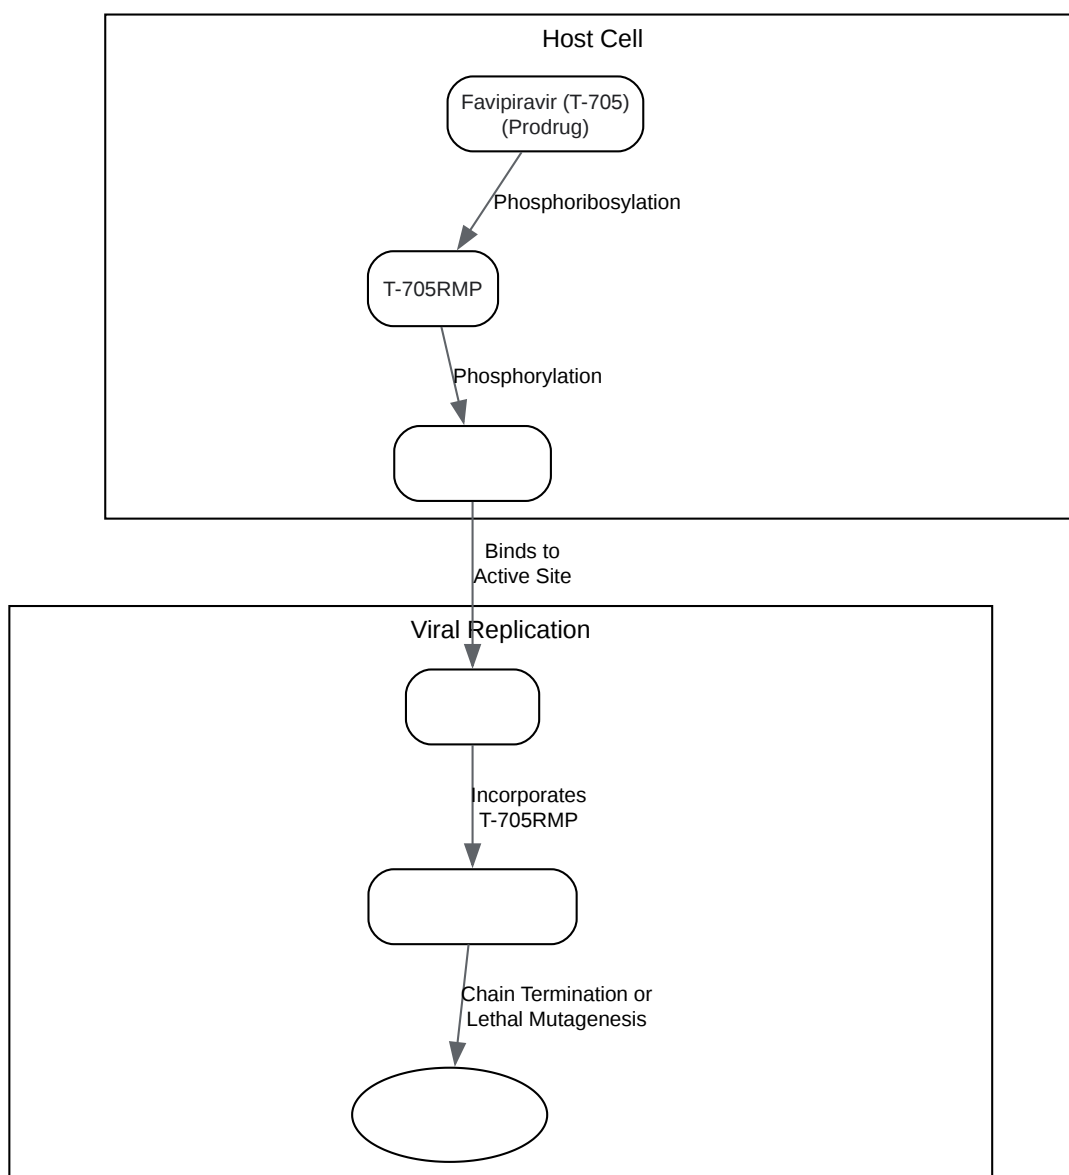 Host Cell
Favipiravir (T-705)
(Prodrug)
Phosphoribosylation
T-705RMP
Phosphorylation
Binds to
Active Site
Viral Replication
Incorporates
T-705RMP
Chain Termination or
Lethal Mutagenesis